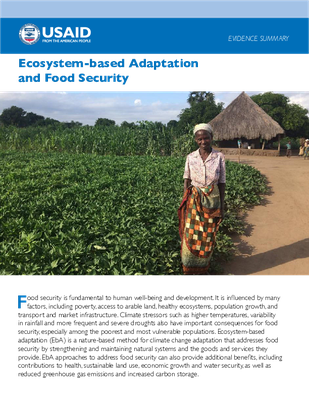 USAID
FROM THE AMERICAN PEOPLE
EVIDENCE SUMMARY
Ecosystem-based Adaptation
and Food Security
Food security is fundamental to human well-being and development. It is influenced by many
factors, including poverty, access to arable land, healthy ecosystems, population growth, and
transport and market infrastructure. Climate stressors such as higher temperatures, variability
in rainfall and more frequent and severe droughts also have important consequences for food
security, especially among the poorest and most vulnerable populations. Ecosystem-based
adaptation (EbA) is a nature-based method for climate change adaptation that addresses food
security by strengthening and maintaining natural systems and the goods and services they
provide. EbA approaches to address food security can also provide additional benefits, including
contributions to health, sustainable land use, economic growth and water security, as well as
reduced greenhouse gas emissions and increased carbon storage.